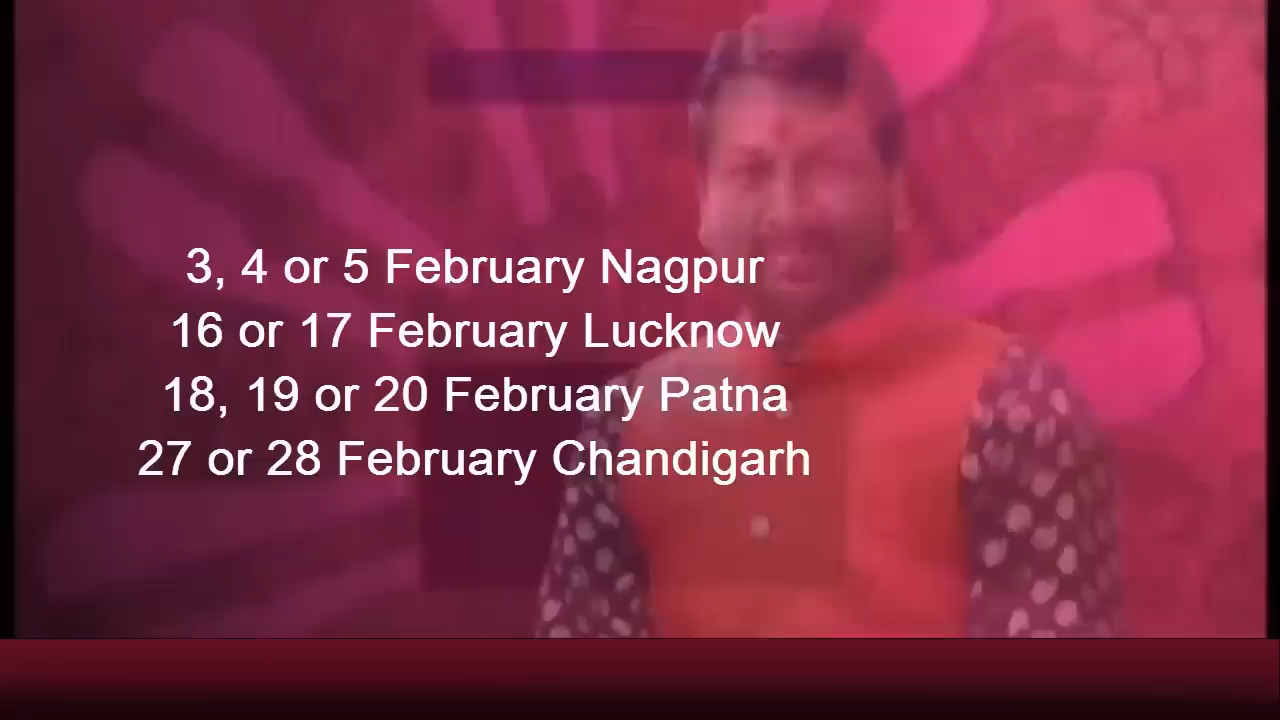 3, 4 or 5 February Nagpur
16 or 17 February Lucknow
18, 19 or 20 February Patna
27 or 28 February Chandigarh